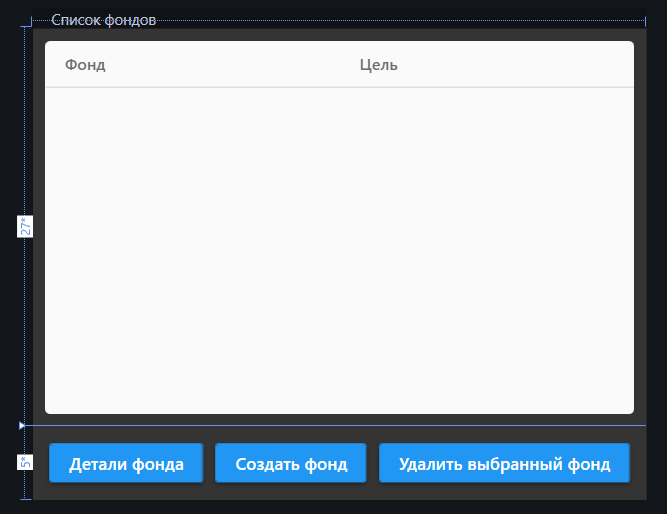 Список фондов
Фонд Цель
27*
5*
Детали фонда Создать фонд Удалить выбранный фонд